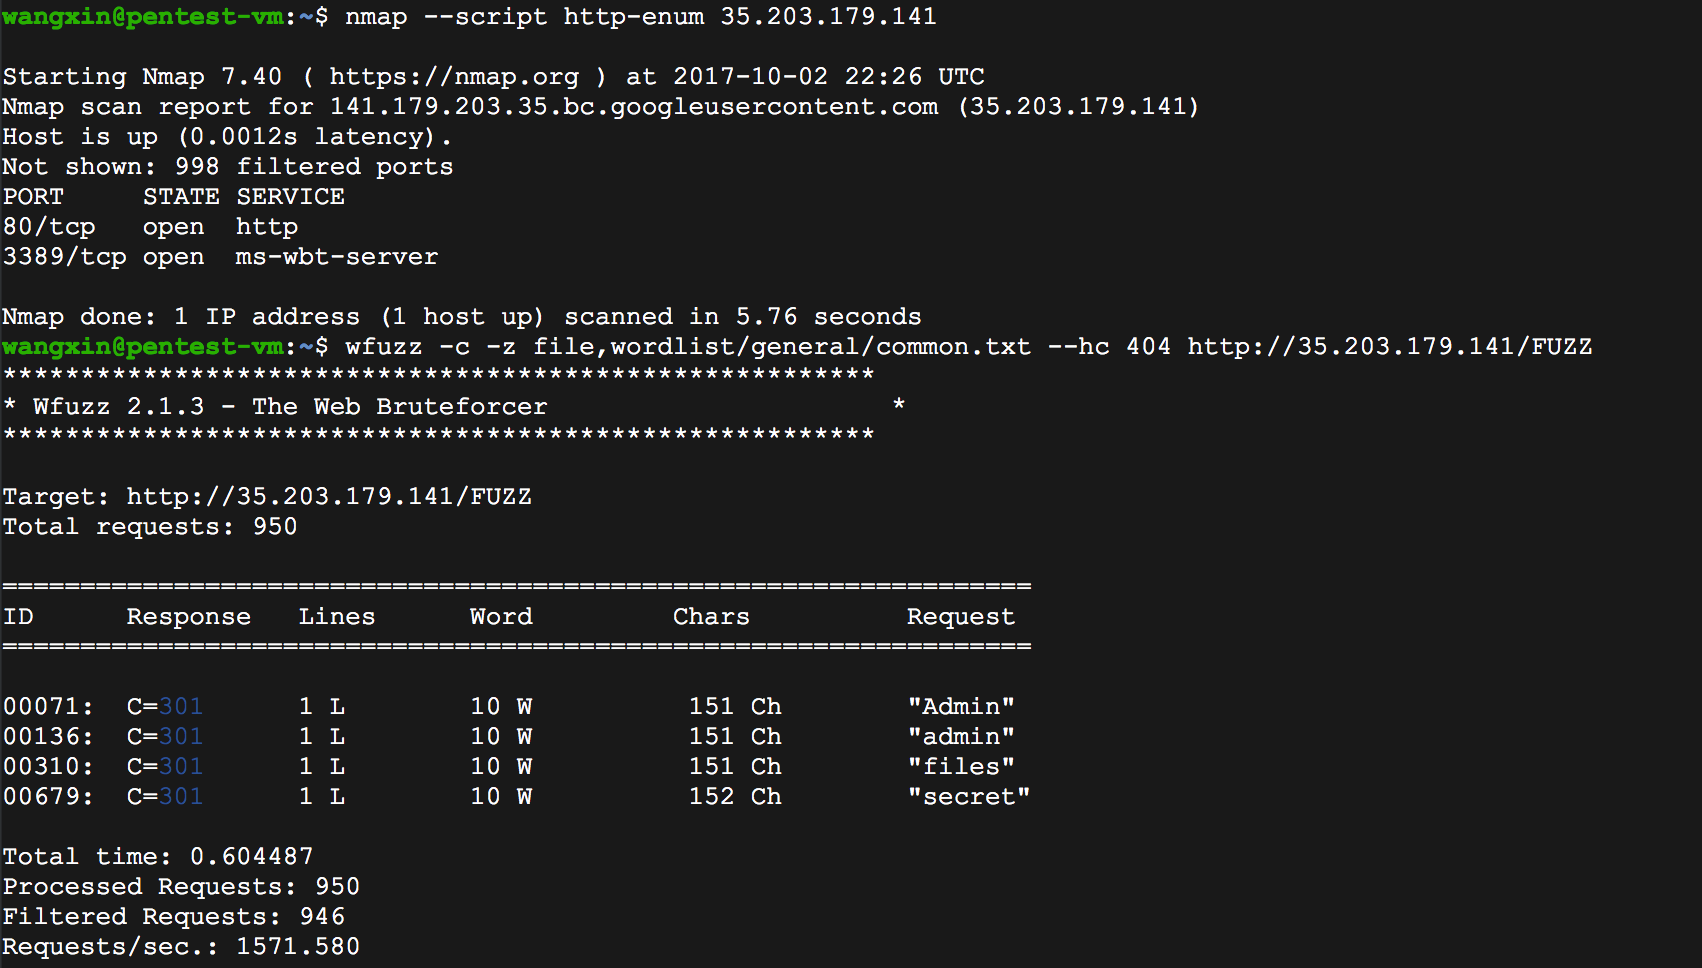 wangxin@pentest-vm:~$ nmap --script http-enum 35.203.179.141
Starting Nmap 7.40 ( https://nmap.org ) at 2017-10-02 22:26 UTC
Nmap scan report for 141.179.203.35.bc.googleusercontent.com (35.203.179.141)
Host is up (0.0012s latency).
Not shown: 998 filtered ports
PORT     STATE SERVICE
80/tcp   open  http
3389/tcp open  ms-wbt-server
Nmap done: 1 IP address (1 host up) scanned in 5.76 seconds
wangxin@pentest-vm:~$ wfuzz -c -z file,wordlist/general/common.txt --hc 404 http://35.203.179.141/FUZZ
********************************************************
* Wfuzz 2.1.3 - The Web Bruteforcer                      *
********************************************************
Target: http://35.203.179.141/FUZZ
Total requests: 950
==================================================================
ID      Response   Lines      Word         Chars          Request
==================================================================
00071:  C=301      1 L        10 W          151 Ch        "Admin"
00136:  C=301      1 L        10 W          151 Ch        "admin"
00310:  C=301      1 L        10 W          151 Ch        "files"
00679:  C=301      1 L        10 W          152 Ch        "secret"
Total time: 0.604487
Processed Requests: 950
Filtered Requests: 946
Requests/sec.: 1571.580